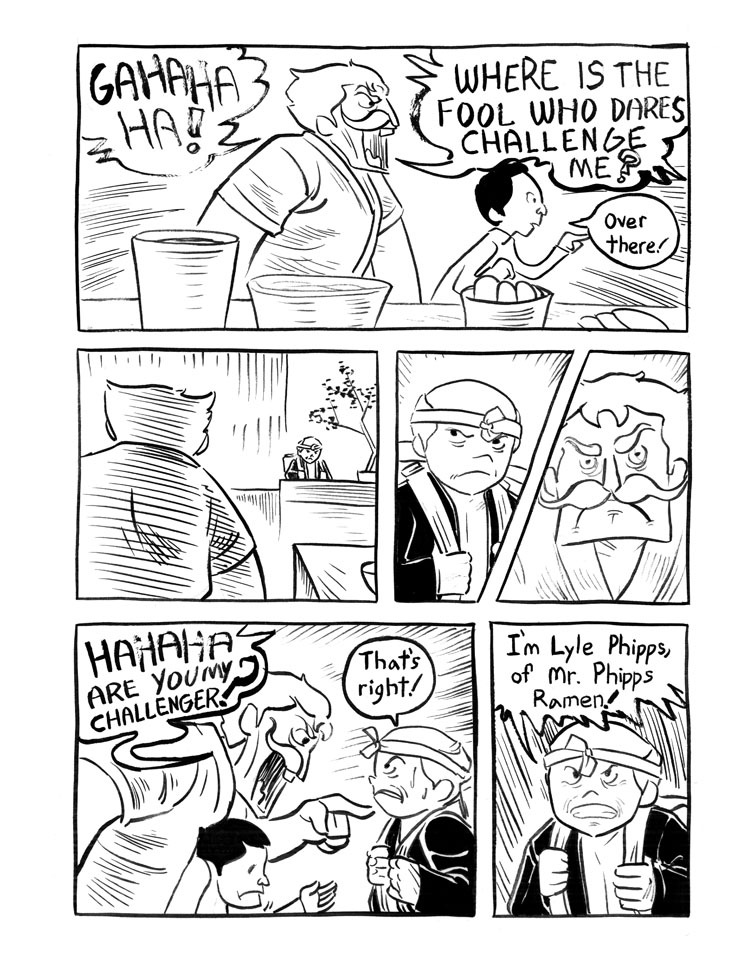 GAHAHA
HA!
WHERE IS THE
FOOL WHO DARES
CHALLENGE
ME?
Over
there!
HAHAHA
ARE YOU MY
CHALLENGER?
That's
right!
I'm Lyle Phipps,
of Mr. Phipps
Ramen!